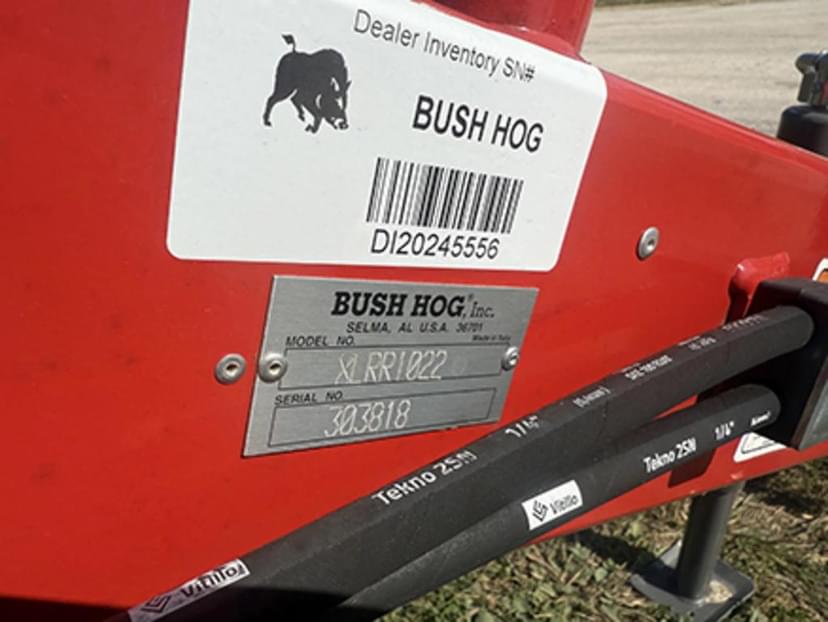 Dealer Inventory SN#
BUSH HOG
DI20245556
BUSH HOG, Inc.
SELMA, AL U.S.A. 36701
MODEL NO.
Made in Italy
XLRR1022
SERIAL NO.
303818
Tekno 2SN 1/4"
Tekno 2SN 1/4"
Vitillo
Vitillo